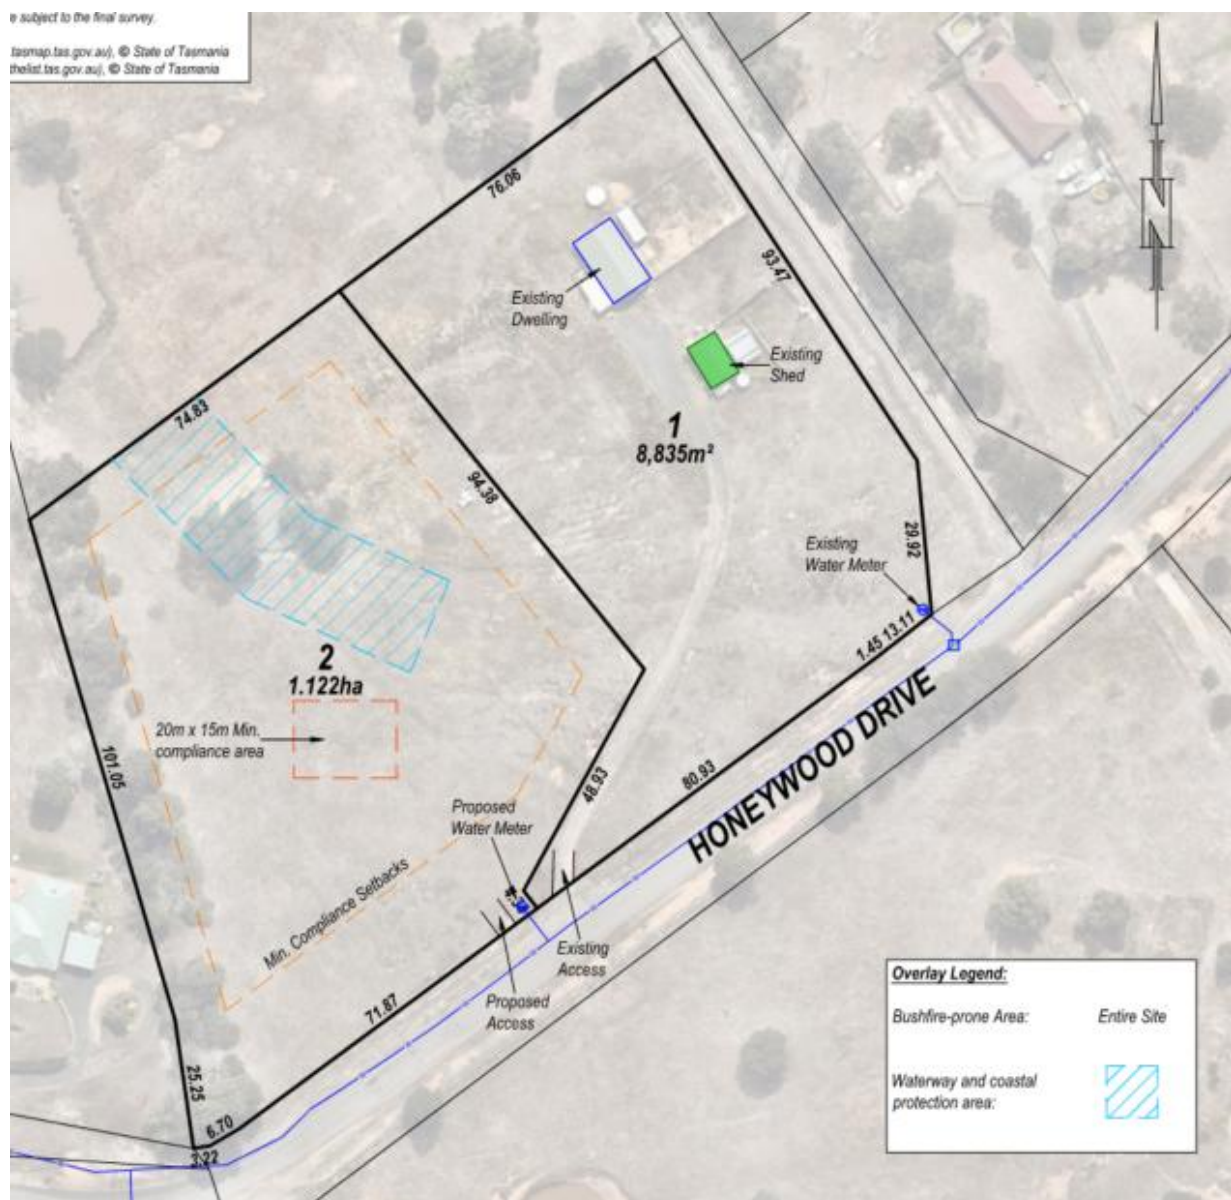 e subject to the final survey.
tasmap.tas.gov.au), © State of Tasmania
thelist.tas.gov.au), © State of Tasmania
76.06
93.47
Existing
Dwelling
Existing
Shed
74.83
1
8,835m²
94.38
29.92
Existing
Water Meter
1.45 13.11
2
1.122ha
20m x 15m Min.
compliance area
101.05
HONEYWOOD DRIVE
80.93
48.93
Proposed
Water Meter
Min. Compliance Setbacks
Existing
Access
Proposed
Access
71.87
25.25
6.70
3.22
Overlay Legend:
Bushfire-prone Area: Entire Site
Waterway and coastal
protection area: